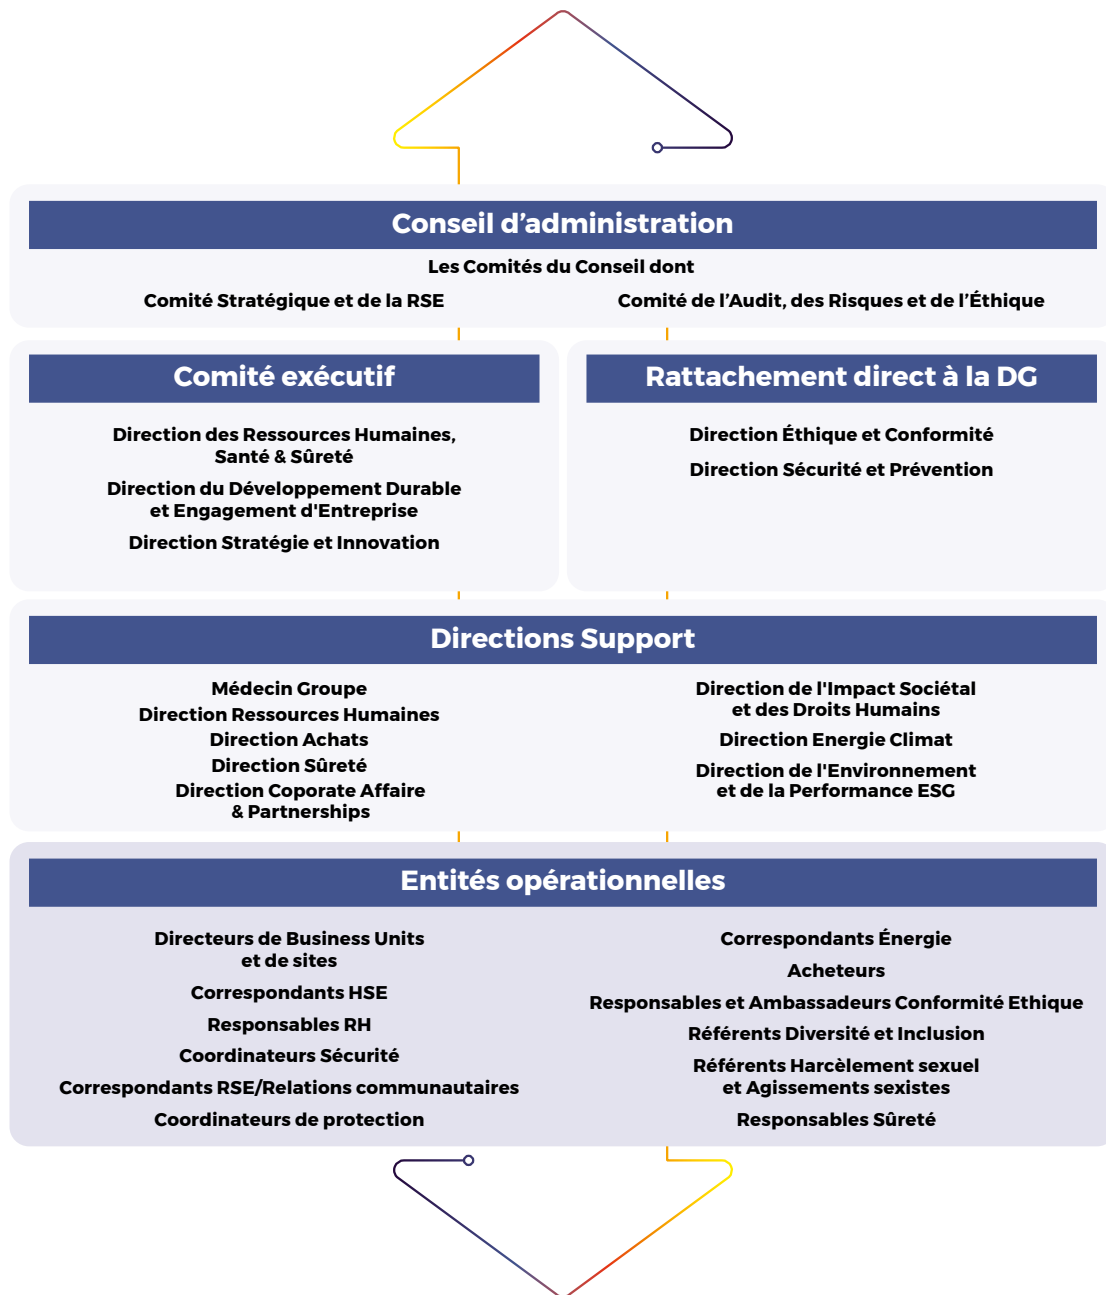 Conseil d’administration
Les Comités du Conseil dont
Comité Stratégique et de la RSE
Comité de l’Audit, des Risques et de l’Éthique
Comité exécutif
Direction des Ressources Humaines,
Santé & Sûreté
Direction du Développement Durable
et Engagement d'Entreprise
Direction Stratégie et Innovation
Rattachement direct à la DG
Direction Éthique et Conformité
Direction Sécurité et Prévention
Directions Support
Médecin Groupe
Direction Ressources Humaines
Direction Achats
Direction Sûreté
Direction Coporate Affaire
& Partnerships
Direction de l'Impact Sociétal
et des Droits Humains
Direction Energie Climat
Direction de l'Environnement
et de la Performance ESG
Entités opérationnelles
Directeurs de Business Units
et de sites
Correspondants HSE
Responsables RH
Coordinateurs Sécurité
Correspondants RSE/Relations communautaires
Coordinateurs de protection
Correspondants Énergie
Acheteurs
Responsables et Ambassadeurs Conformité Ethique
Référents Diversité et Inclusion
Référents Harcèlement sexuel
et Agissements sexistes
Responsables Sûreté